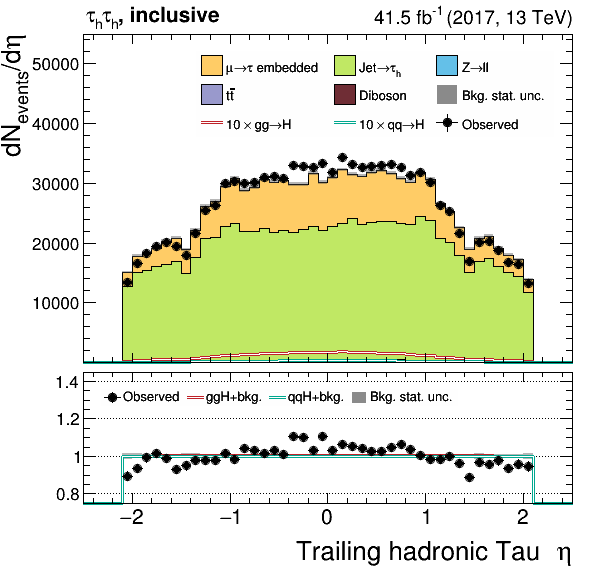 τhτh, inclusive 41.5 fb-1 (2017, 13 TeV)
dNevents/dη
50000
40000
30000
20000
10000
μ→τ embedded Jet→τh Z→ll
tt̅ Diboson Bkg. stat. unc.
10 × gg→H 10 × qq→H Observed
1.4
1.2
1
0.8
Observed ggH+bkg. qqH+bkg. Bkg. stat. unc.
−2 −1 0 1 2
Trailing hadronic Tau η